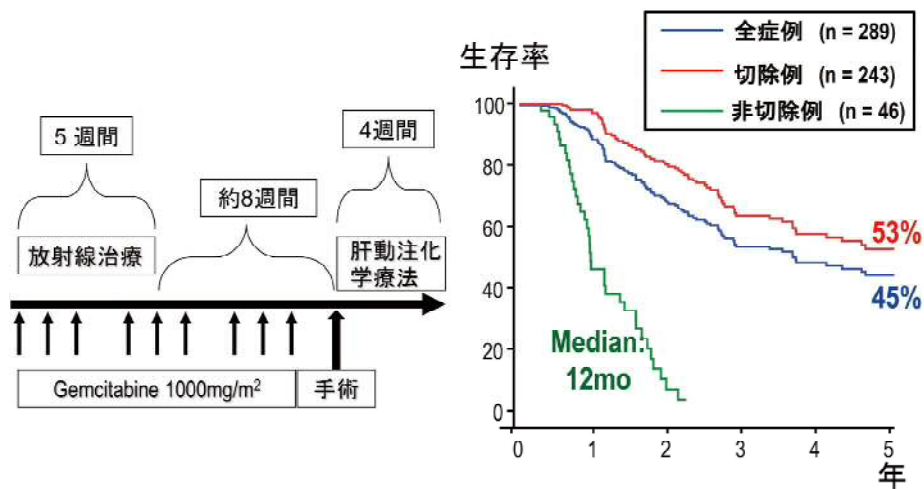 5 週間
4週間
約8週間
放射線治療
肝動注化
学療法
Gemcitabine 1000mg/m²
手術
生存率
全症例 (n = 289)
切除例 (n = 243)
非切除例 (n = 46)
100
80
60
40
20
0
53%
45%
Median:
12mo
0 1 2 3 4 5
年